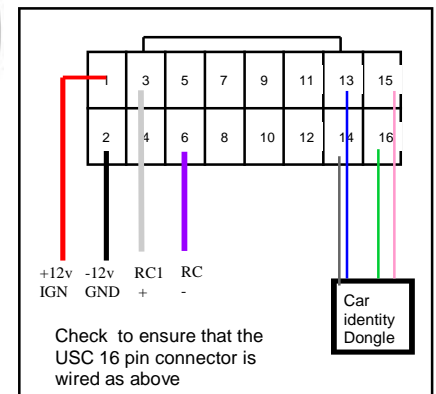 1 3 5 7 9 11 13 15
2 4 6 8 10 12 14 16
+12v -12v RC1 RC
IGN GND + -
Car
identity
Dongle
Check to ensure that the
USC 16 pin connector is
wired as above